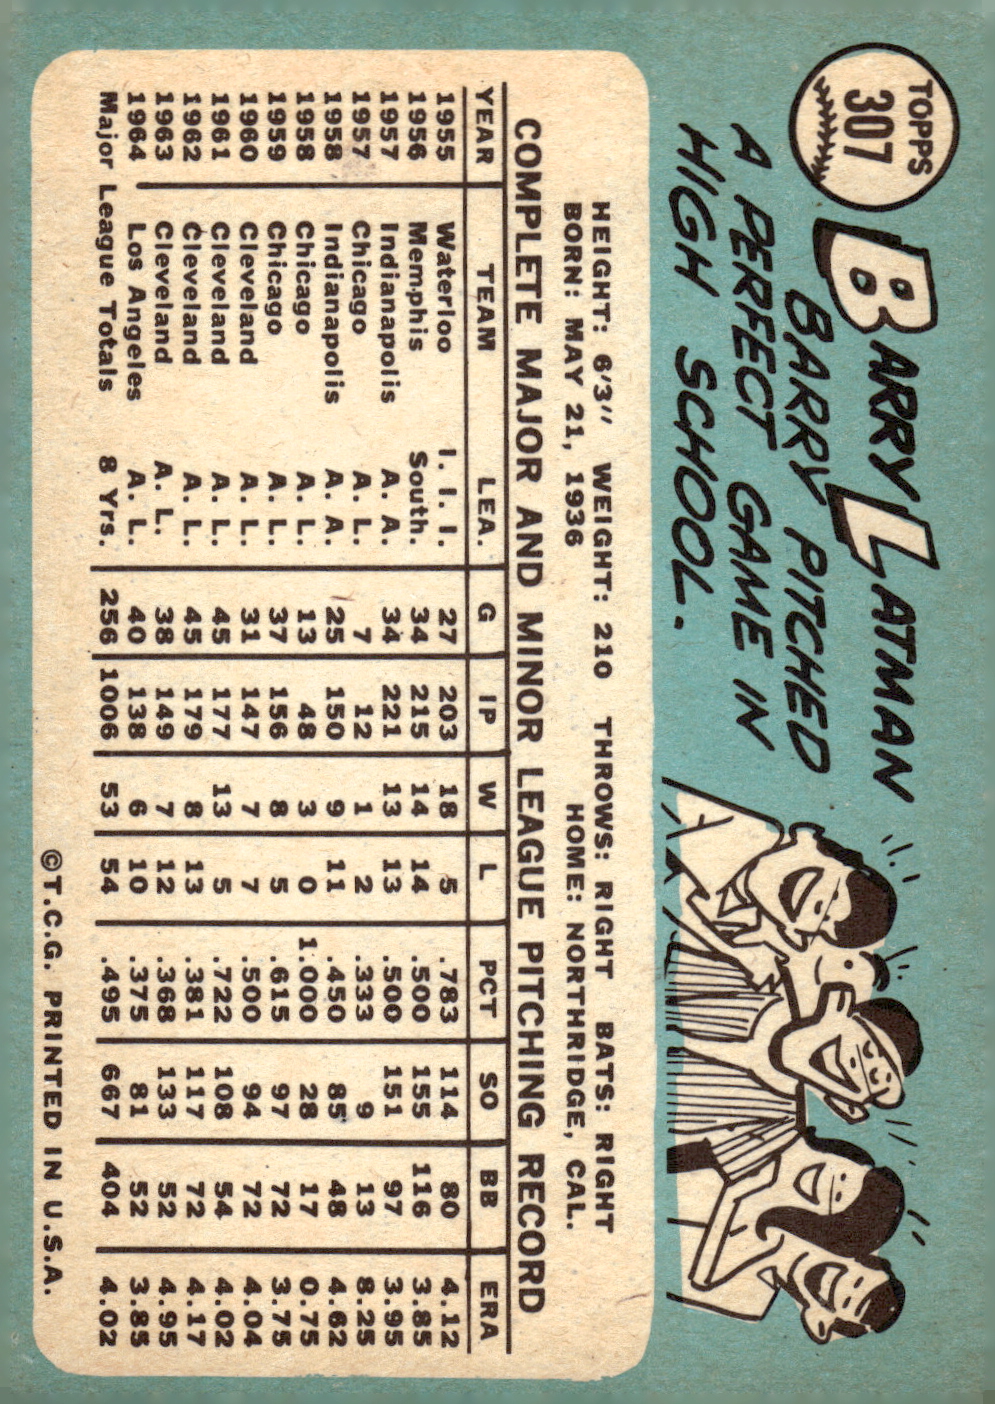 TOPPS
307
BARRY LATMAN
BARRY PITCHED
A PERFECT GAME IN
HIGH SCHOOL.
HEIGHT: 6'3" WEIGHT: 210 THROWS: RIGHT BATS: RIGHT
BORN: MAY 21, 1936 HOME: NORTHRIDGE, CAL.
COMPLETE MAJOR AND MINOR LEAGUE PITCHING RECORD
YEAR TEAM LEA. G IP W L PCT SO BB ERA
1955 Waterloo I. I. I. 27 203 18 5 .783 114 80 4.12
1956 Memphis South. 34 215 14 14 .500 155 116 3.85
1957 Indianapolis A. A. 34 221 13 13 .500 151 97 3.95
1957 Chicago A. L. 7 12 1 2 .333 9 13 8.25
1958 Indianapolis A. A. 25 150 9 11 .450 85 48 4.62
1958 Chicago A. L. 13 48 3 0 1.000 28 17 0.75
1959 Chicago A. L. 37 156 8 5 .615 97 72 3.75
1960 Cleveland A. L. 31 147 7 7 .500 94 72 4.04
1961 Cleveland A. L. 45 177 13 5 .722 108 54 4.02
1962 Cleveland A. L. 45 179 8 13 .381 117 72 4.17
1963 Cleveland A. L. 38 149 7 12 .368 133 52 4.95
1964 Los Angeles A. L. 40 138 6 10 .375 81 52 3.85
Major League Totals 8 Yrs. 256 1006 53 54 .495 667 404 4.02
©T.C.G. PRINTED IN U.S.A.